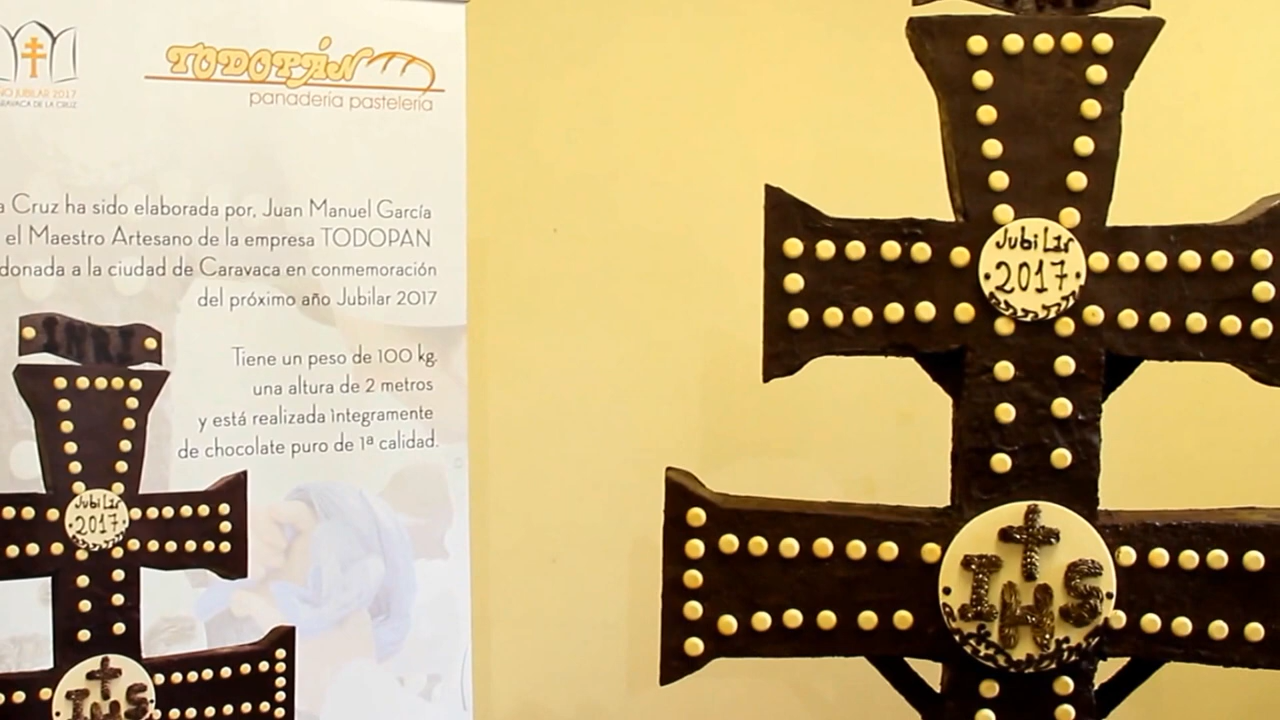 TODOPÁN
panadería pastelería
AÑO JUBILAR 2017
CARAVACA DE LA CRUZ
a Cruz ha sido elaborada por, Juan Manuel García
el Maestro Artesano de la empresa TODOPAN
donada a la ciudad de Caravaca en conmemoración
del próximo año Jubilar 2017
Tiene un peso de 100 kg.
una altura de 2 metros
y está realizada integramente
de chocolate puro de 1ª calidad.
INRI
Jubilar
2017
IHS
Jubilar
2017
IHS